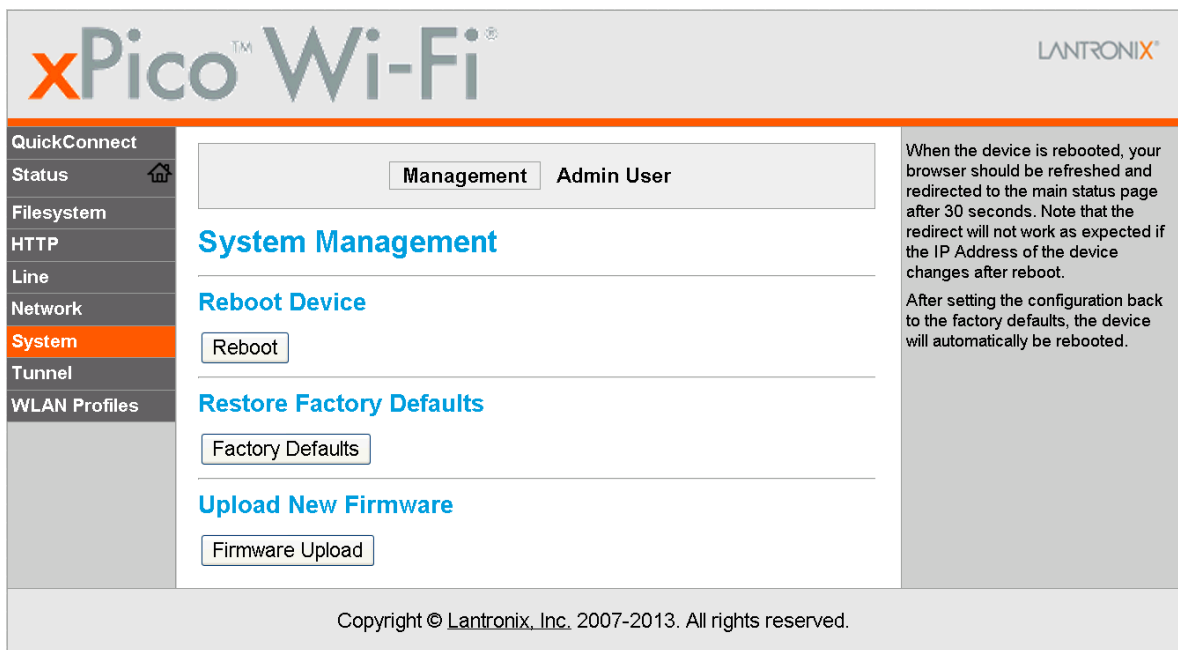 xPico™ Wi-Fi®
LANTRONIX®
QuickConnect
Status
Filesystem
HTTP
Line
Network
System
Tunnel
WLAN Profiles
Management Admin User
System Management
Reboot Device
Reboot
Restore Factory Defaults
Factory Defaults
Upload New Firmware
Firmware Upload
When the device is rebooted, your
browser should be refreshed and
redirected to the main status page
after 30 seconds. Note that the
redirect will not work as expected if
the IP Address of the device
changes after reboot.
After setting the configuration back
to the factory defaults, the device
will automatically be rebooted.
Copyright © Lantronix, Inc. 2007-2013. All rights reserved.